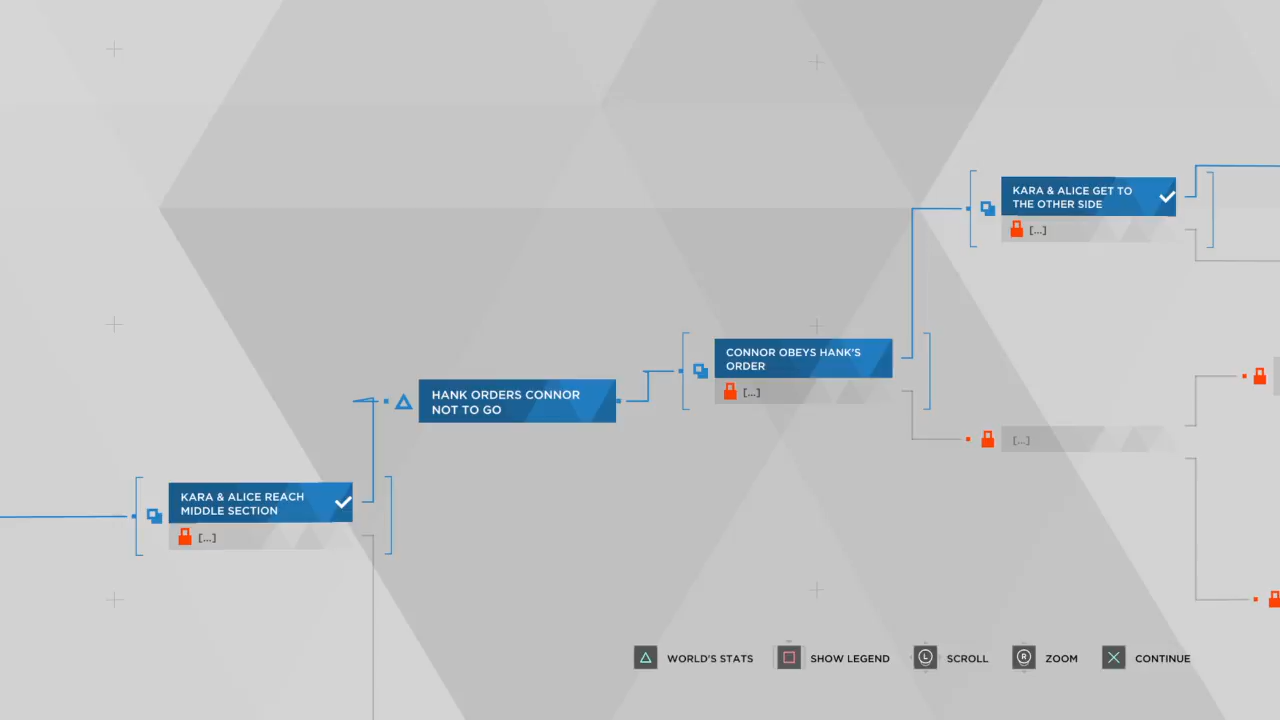 KARA & ALICE GET TO
THE OTHER SIDE
[...]
CONNOR OBEYS HANK'S
ORDER
[...]
HANK ORDERS CONNOR
NOT TO GO
[...]
KARA & ALICE REACH
MIDDLE SECTION
[...]
WORLD'S STATS
SHOW LEGEND
L
SCROLL
R
ZOOM
CONTINUE